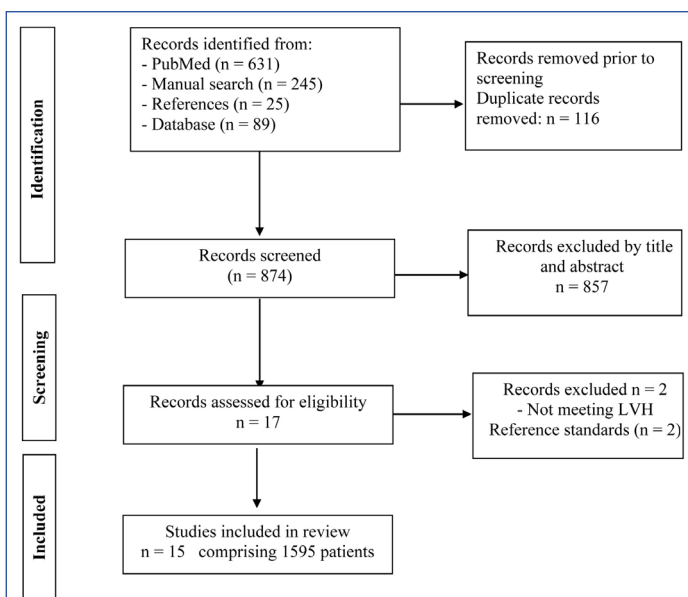 Identification
Records identified from:
- PubMed (n = 631)
- Manual search (n = 245)
- References (n = 25)
- Database (n = 89)
Records removed prior to
screening
Duplicate records
removed: n = 116
Records screened
(n = 874)
Records excluded by title
and abstract
n = 857
Screening
Records assessed for eligibility
n = 17
Records excluded n = 2
- Not meeting LVH
Reference standards (n = 2)
Included
Studies included in review
n = 15 comprising 1595 patients